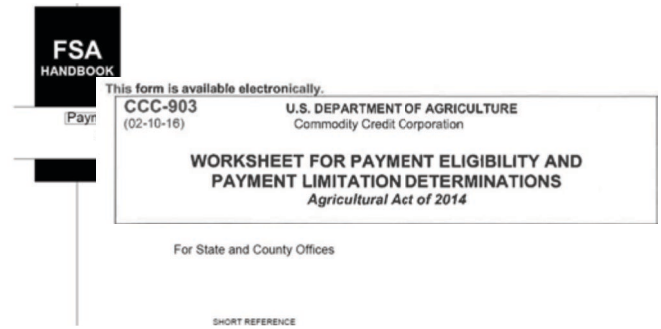 FSA
HANDBOOK
This form is available electronically.
CCC-903
(02-10-16)
U.S. DEPARTMENT OF AGRICULTURE
Commodity Credit Corporation
WORKSHEET FOR PAYMENT ELIGIBILITY AND
PAYMENT LIMITATION DETERMINATIONS
Agricultural Act of 2014
Payn
For State and County Offices
SHORT REFERENCE